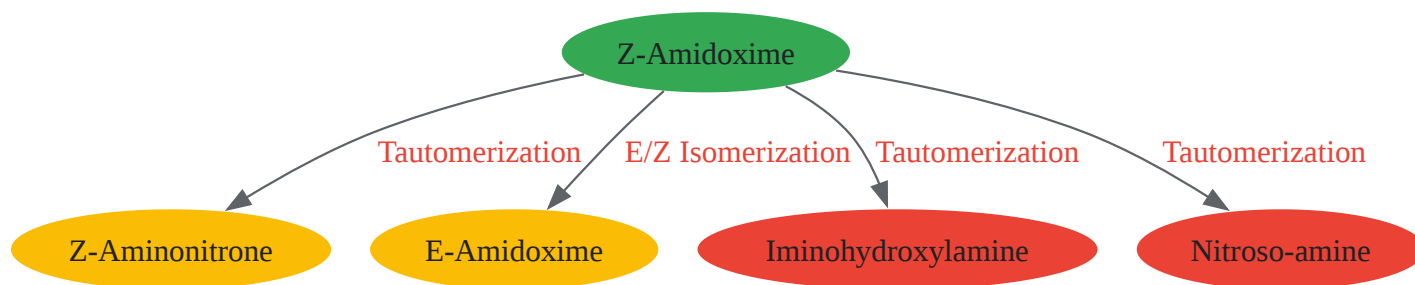 Z-Amidoxime
Tautomerization
E/Z Isomerization
Tautomerization
Tautomerization
Z-Aminonitrone
E-Amidoxime
Iminohydroxylamine
Nitroso-amine